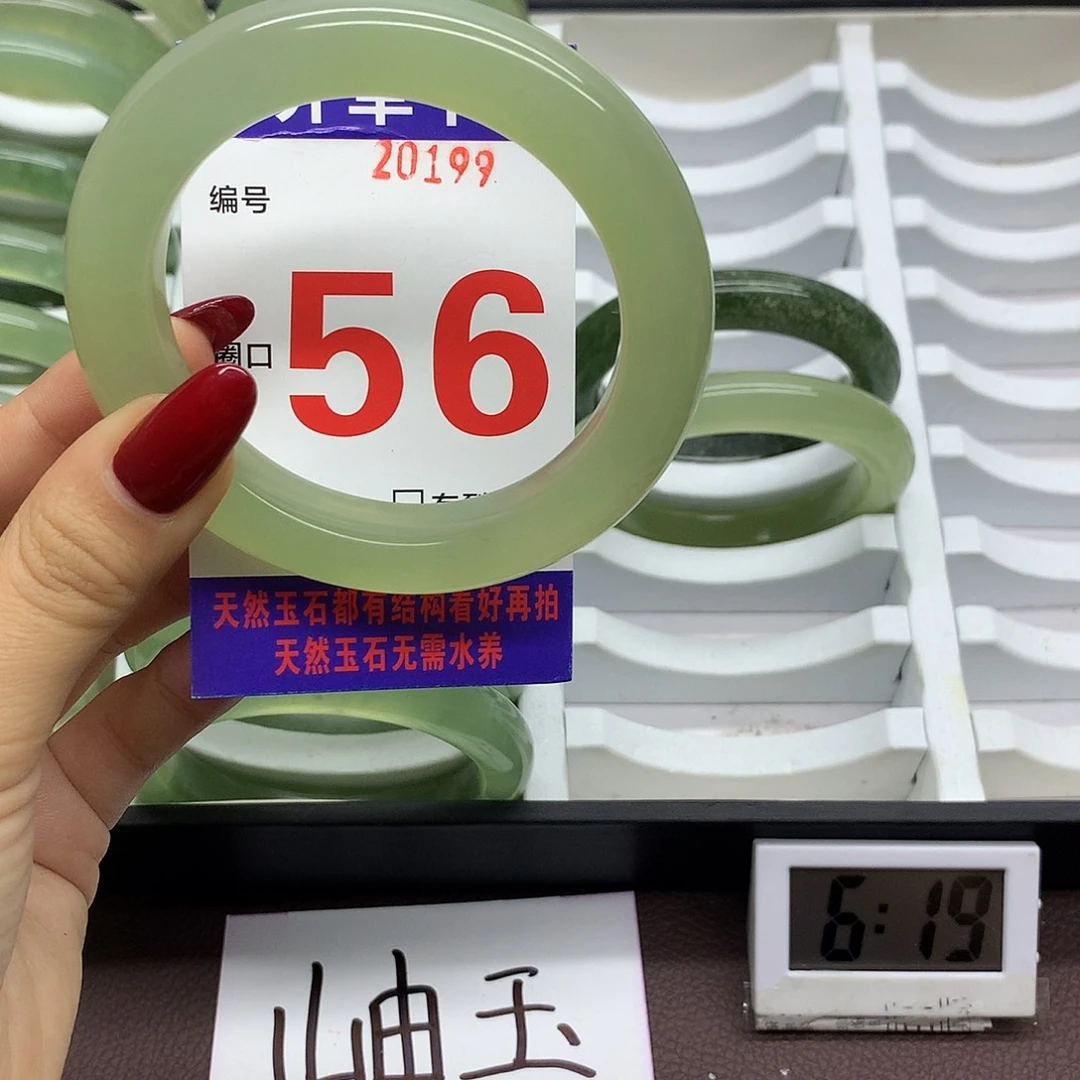 20199
编号
圈口 56
天然玉石都有结构看好再拍
天然玉石无需水养
6:19
岫玉